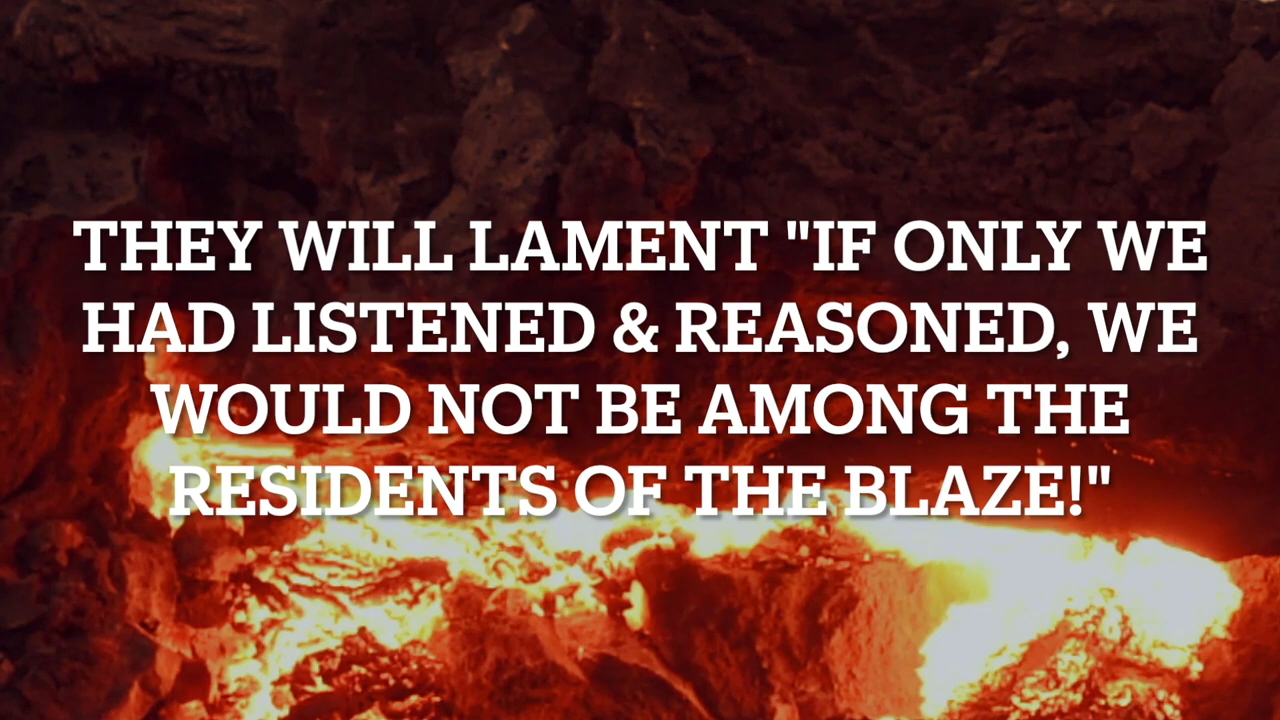 THEY WILL LAMENT "IF ONLY WE
HAD LISTENED & REASONED, WE
WOULD NOT BE AMONG THE
RESIDENTS OF THE BLAZE!"